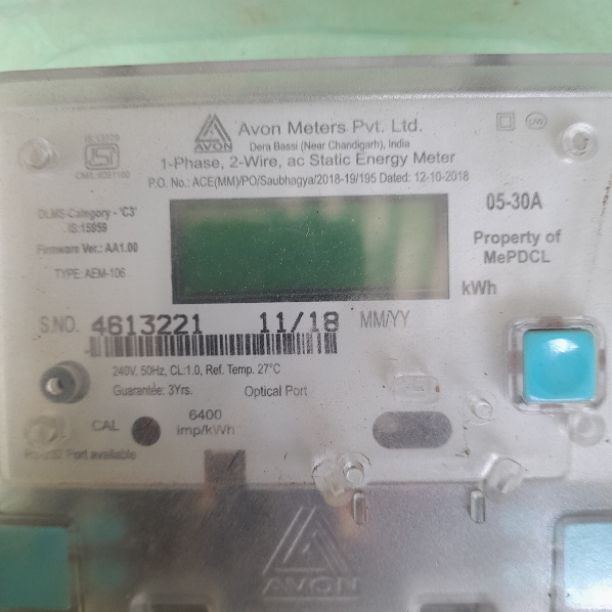 AVON
Avon Meters Pvt. Ltd.
Dera Bassi (Near Chandigarh), India
1-Phase, 2-Wire, ac Static Energy Meter
P.O. No.: ACE(MM)/PO/Saubhagya/2018-19/195 Dated: 12-10-2018
DLMS-Category - 'C3'
IS:15959
Firmware Ver.: AA1.00
TYPE: AEM-106
05-30A
Property of
MePDCL
kWh
S.NO. 4613221 11/18 MM/YY
240V, 50Hz, CL:1.0, Ref. Temp. 27°C
Guarantee: 3Yrs. Optical Port
CAL
6400
imp/kWh
Port available
AVON